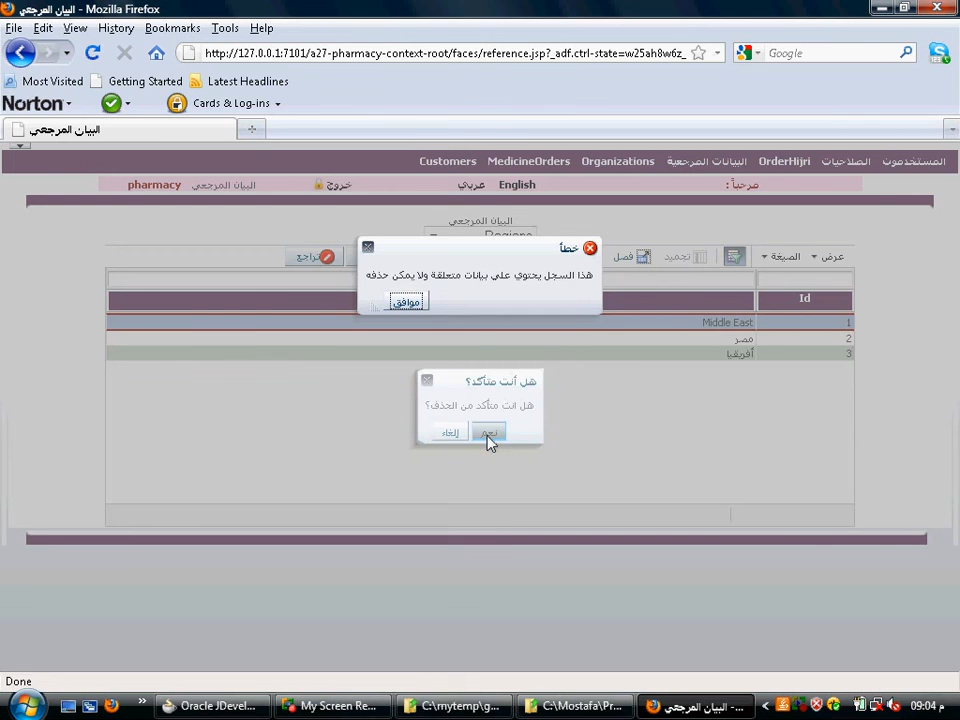 البيان المرجعي - Mozilla Firefox
File Edit View History Bookmarks Tools Help
http://127.0.0.1:7101/a27-pharmacy-context-root/faces/reference.jsp?_adf.ctrl-state=w25ah8w6z_
Google
Most Visited Getting Started Latest Headlines
Norton Cards & Log-ins
البيان المرجعي
Customers MedicineOrders Organizations البيانات المرجعية OrderHijri الصلاحيات المستخدمون
pharmacy البيان المرجعي خروج عربي English مرحباً :
البيان المرجعي
Regions
عرض الصيغة تجميد فصل تراجع
خطأ
هذا السجل يحتوي على بيانات متعلقة ولا يمكن حذفه
موافق
Id
1 Middle East
2 مصر
3 أفريقيا
هل أنت متأكد؟
هل انت متأكد من الحذف؟
نعم إلغاء
Done
Oracle JDevel... My Screen Re... C:\mytemp\g... C:\Mostafa\Pr... البيان المرجعي -... 09:04 م